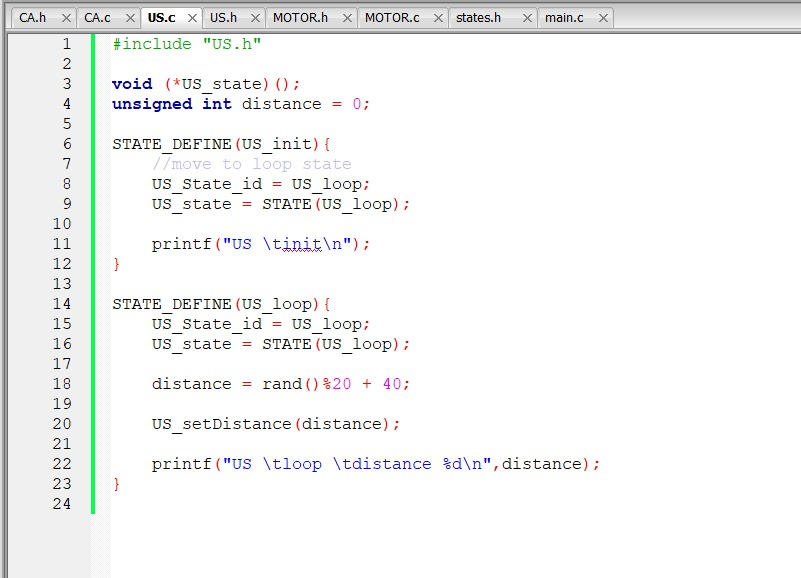 CA.h CA.c US.c US.h MOTOR.h MOTOR.c states.h main.c
1 #include "US.h"
2
3 void (*US_state)();
4 unsigned int distance = 0;
5
6 STATE_DEFINE(US_init){
7 //move to loop state
8 US_State_id = US_loop;
9 US_state = STATE(US_loop);
10
11 printf("US \tinit\n");
12 }
13
14 STATE_DEFINE(US_loop){
15 US_State_id = US_loop;
16 US_state = STATE(US_loop);
17
18 distance = rand()%20 + 40;
19
20 US_setDistance(distance);
21
22 printf("US \tloop \tdistance %d\n",distance);
23 }
24